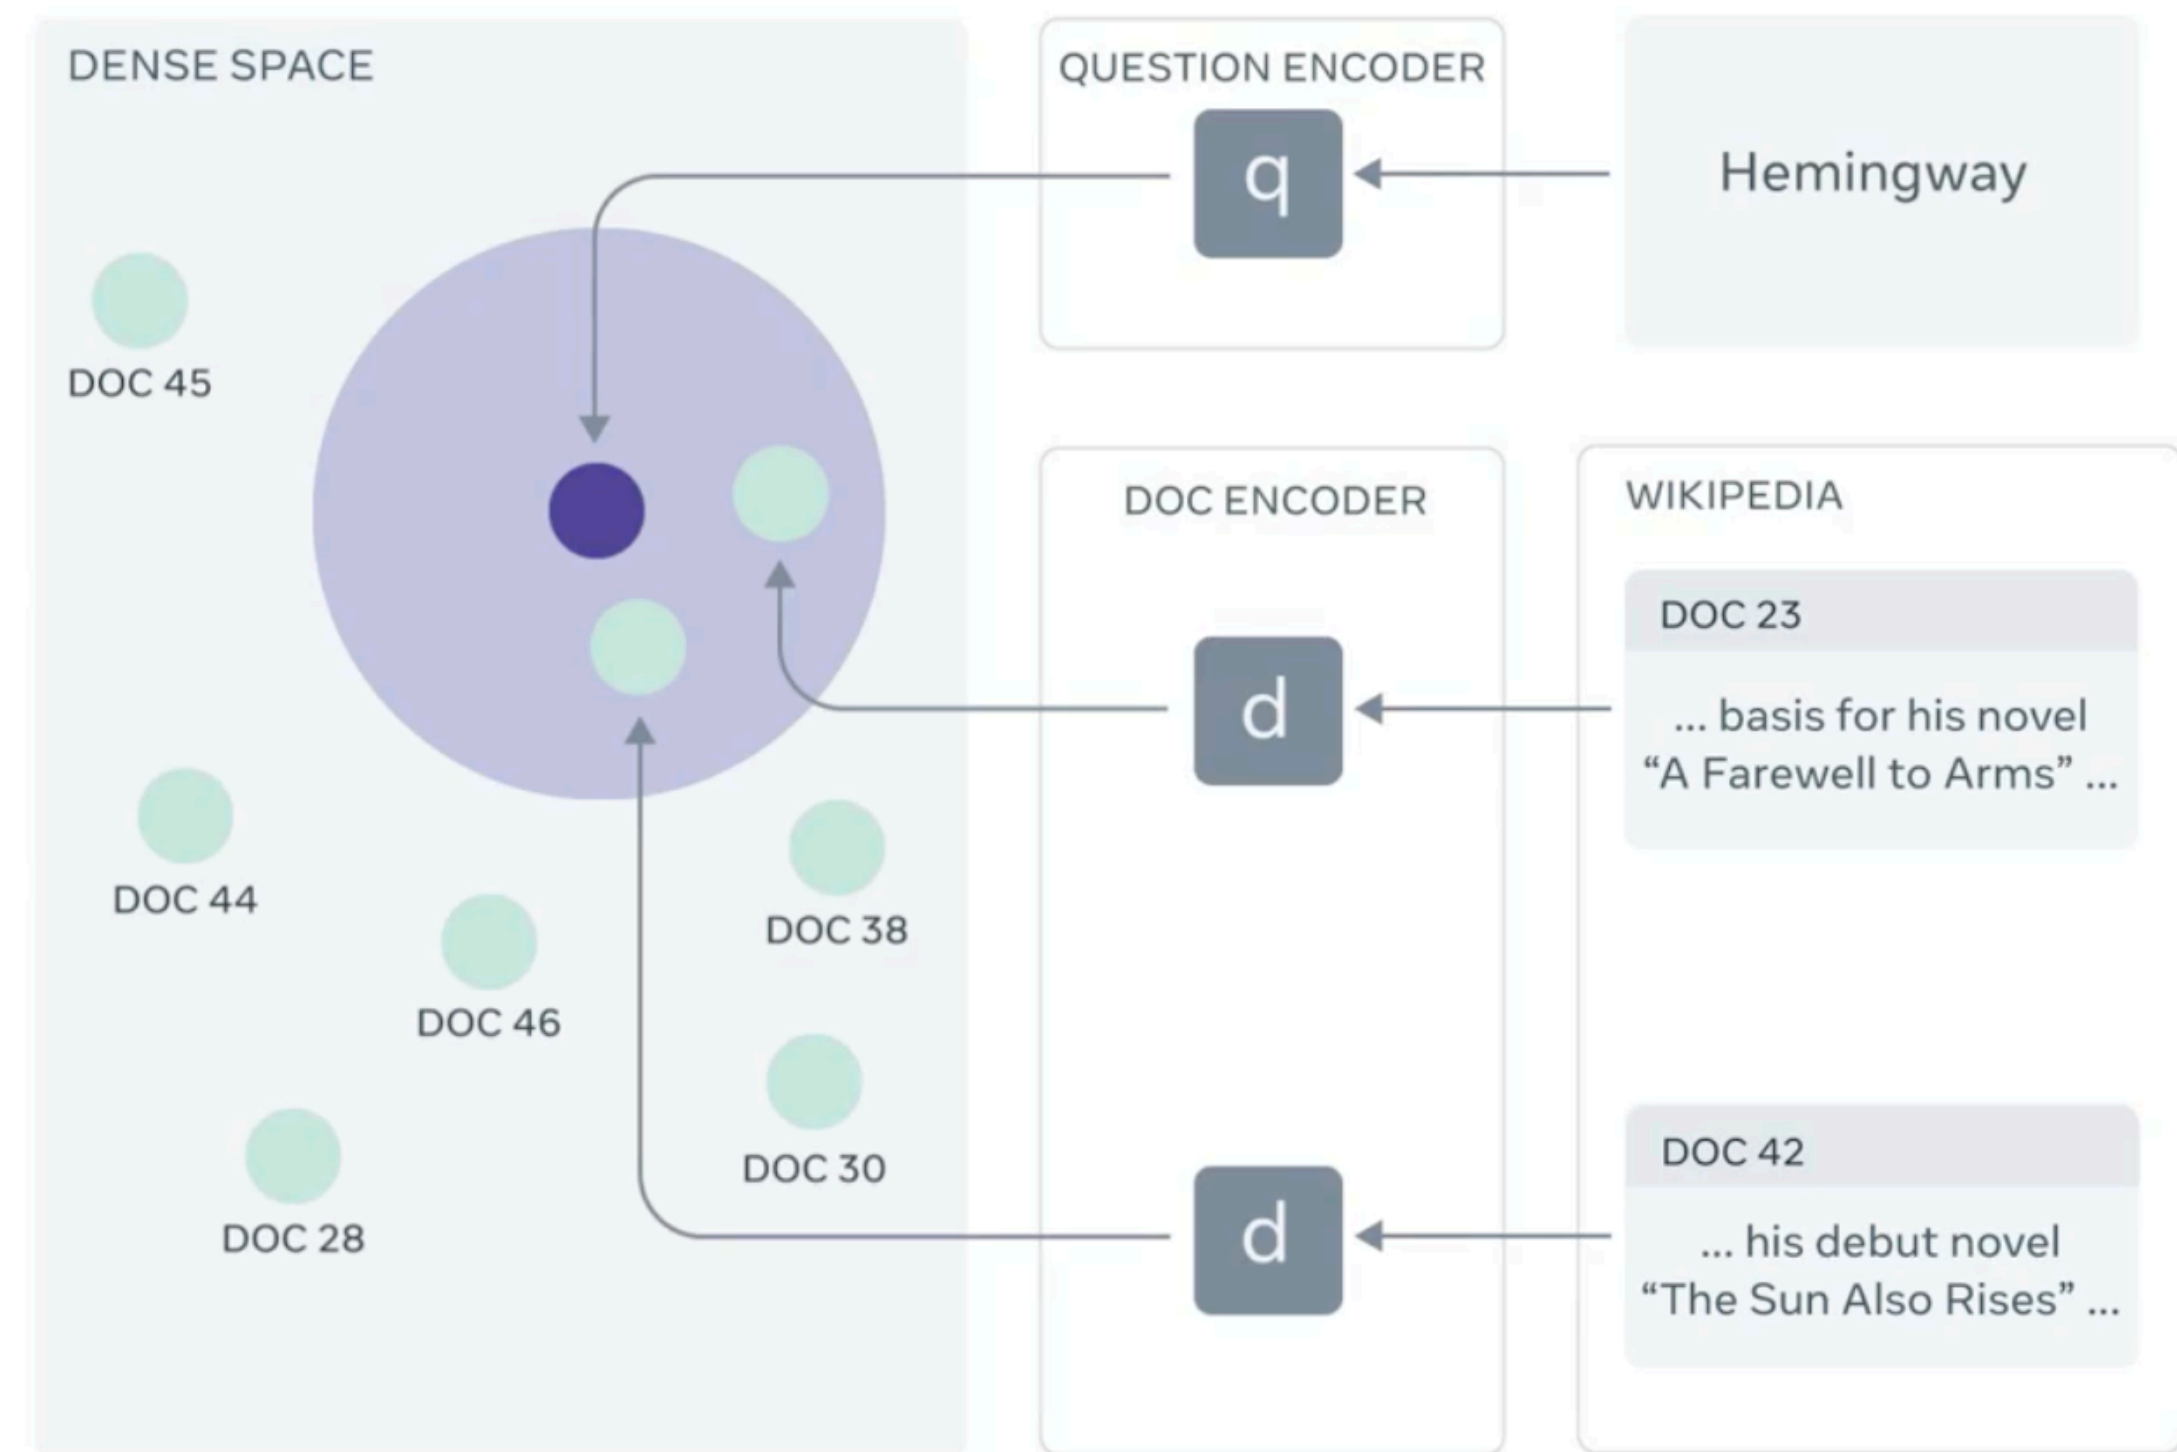 DENSE SPACE
DOC 45
DOC 44
DOC 46
DOC 38
DOC 30
DOC 28
QUESTION ENCODER
q
Hemingway
DOC ENCODER
d
d
WIKIPEDIA
DOC 23
... basis for his novel
“A Farewell to Arms” ...
DOC 42
... his debut novel
“The Sun Also Rises” ...